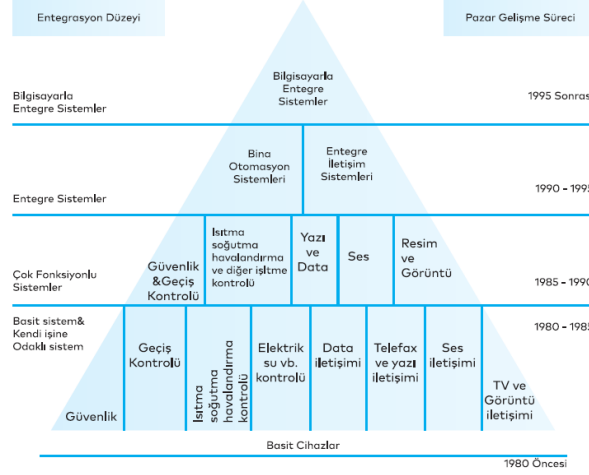 Entegrasyon Düzeyi
Pazar Gelişme Süreci
Bilgisayarla
Entegre
Sistemler
Bilgisayarla
Entegre Sistemler
1995 Sonras
Bina
Otomasyon
Sistemleri
Entegre
İletişim
Sistemleri
Entegre Sistemler
1990 - 1995
Güvenlik
&Geçiş
Kontrolü
Isıtma
soğutma
havalandırma
ve diğer işltme
kontrolü
Yazı
ve
Data
Ses
Resim
ve
Görüntü
Çok Fonksiyonlu
Sistemler
1985 - 1990
Basit sistem&
Kendi işine
Odaklı sistem
1980 - 1985
Güvenlik
Geçiş
Kontrolü
Isıtma
soğutma
havalandırma
kontrolü
Elektrik
su vb.
kontrolü
Data
iletişimi
Telefax
ve yazı
iletişimi
Ses
iletişimi
TV ve
Görüntü
iletişimi
Basit Cihazlar
1980 Öncesi